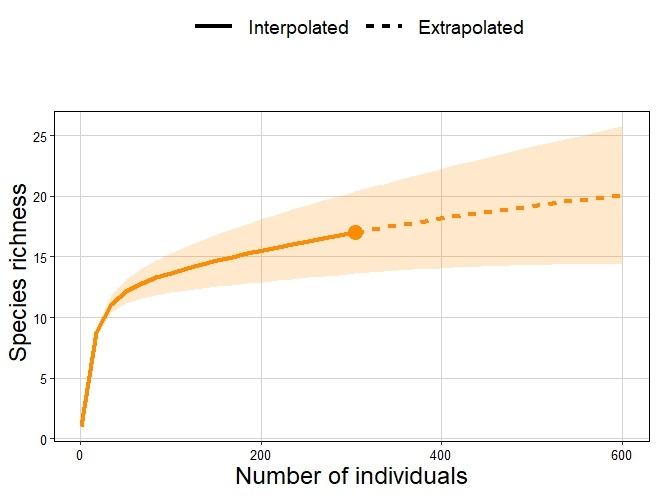 Interpolated Extrapolated
25
20
15
10
5
0
Species richness
0 200 400 600
Number of individuals